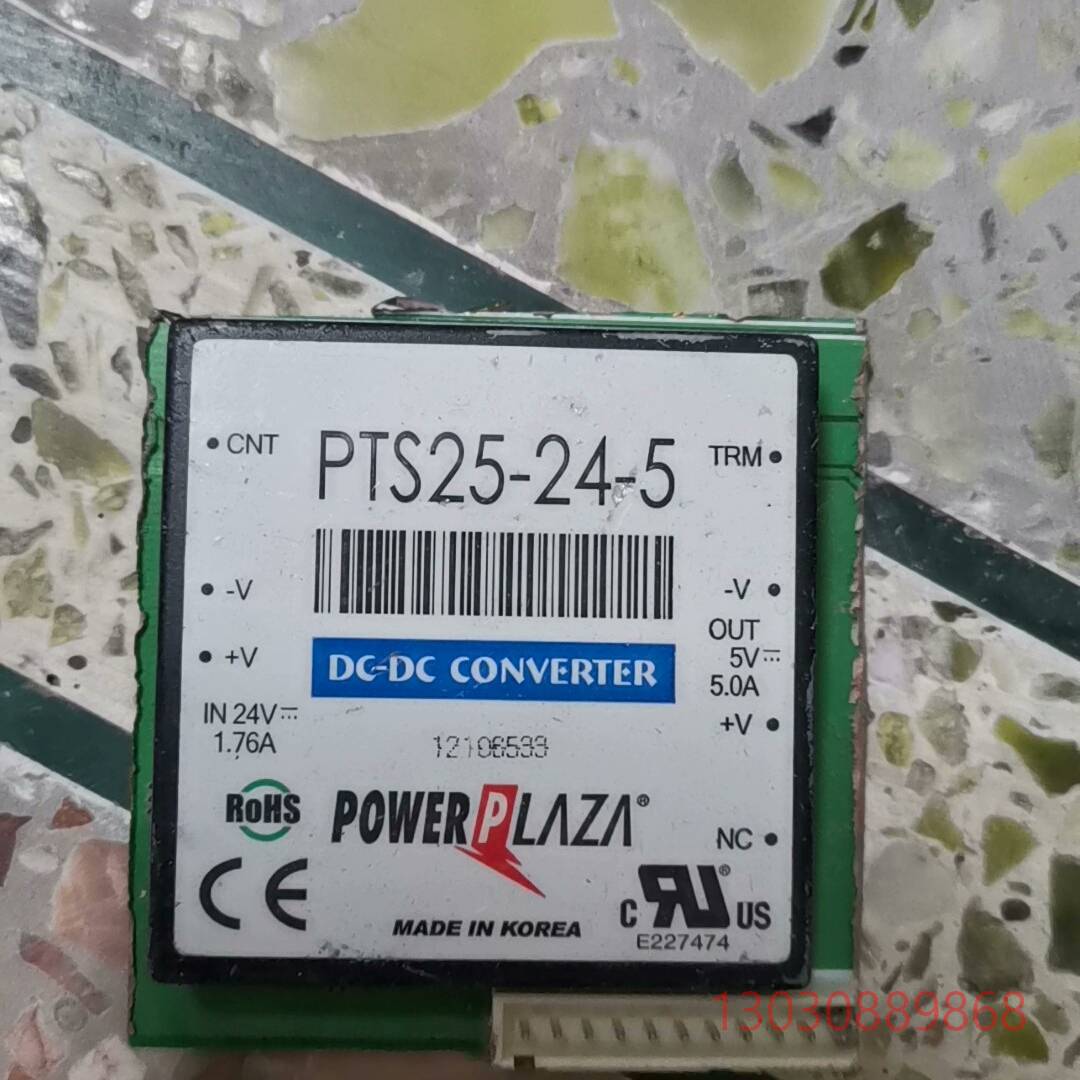 CNT
PTS25-24-5
TRM
-V
-V
+V
OUT
5V
5.0A
DC-DC CONVERTER
IN 24V
1.76A
+V
12106533
RoHS
POWERPLAZA®
NC
CE
C RU® US
E227474
MADE IN KOREA
13030889868